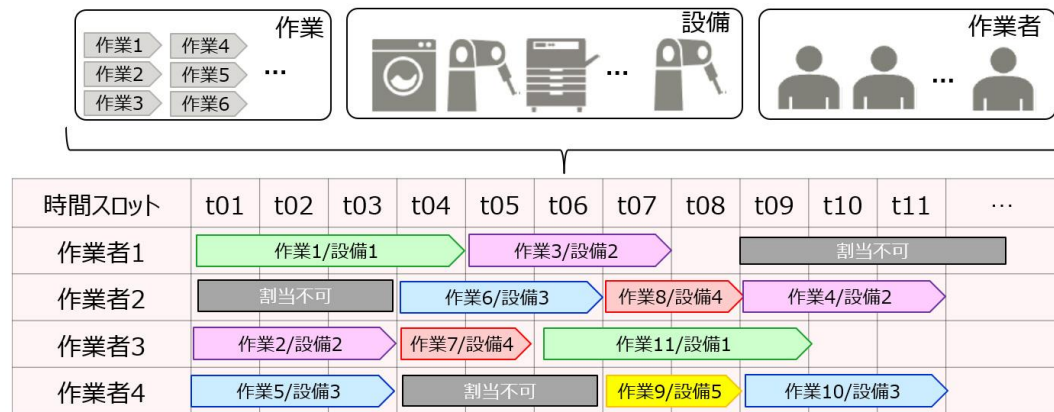 作業
作業1 作業4
作業2 作業5 …
作業3 作業6
設備
…
作業者
…
時間スロット t01 t02 t03 t04 t05 t06 t07 t08 t09 t10 t11 …
作業者1 作業1/設備1 作業3/設備2 割当不可
作業者2 割当不可 作業6/設備3 作業8/設備4 作業4/設備2
作業者3 作業2/設備2 作業7/設備4 作業11/設備1
作業者4 作業5/設備3 割当不可 作業9/設備5 作業10/設備3